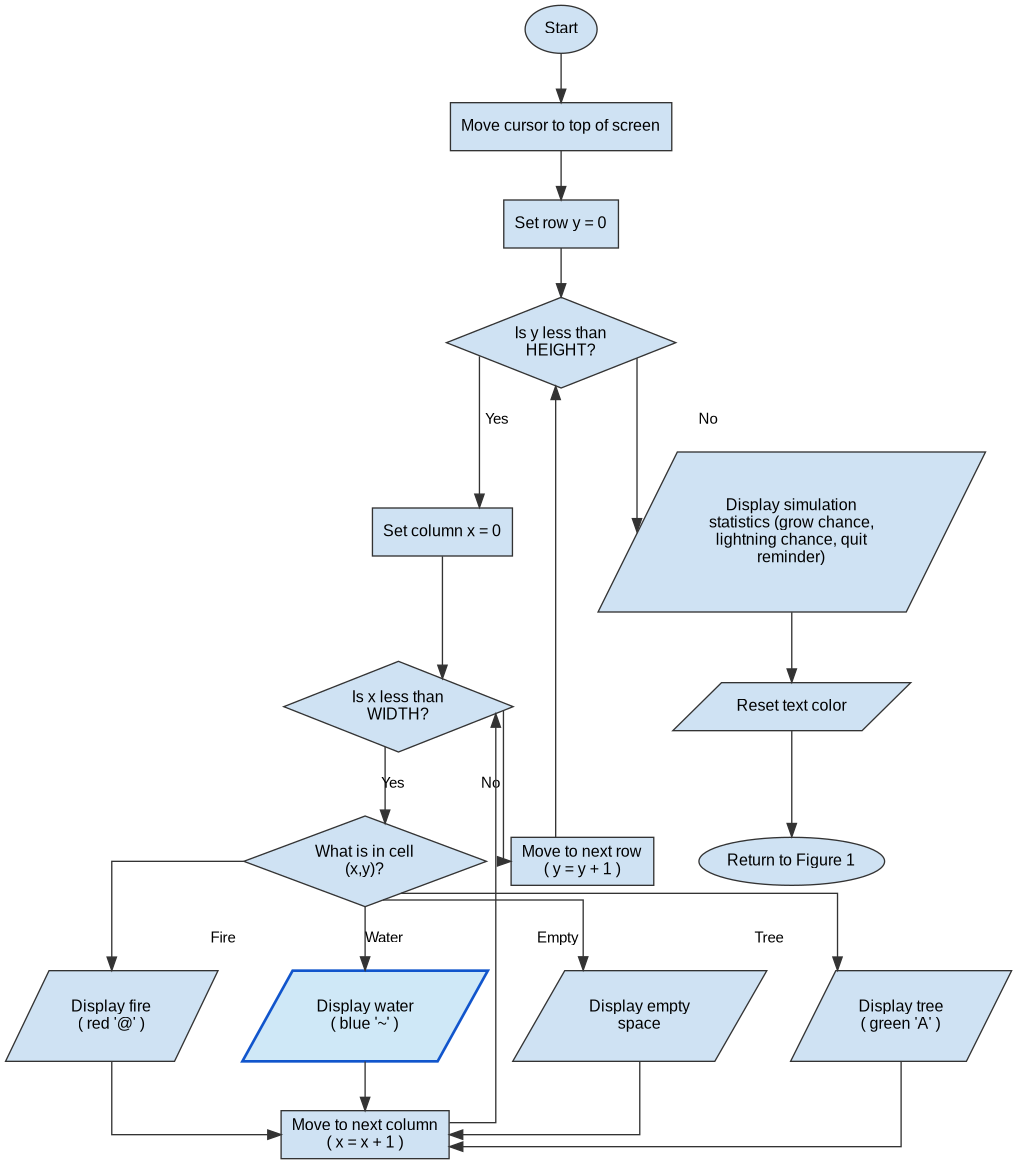 Start
Move cursor to top of screen
Set row y = 0
Is y less than
HEIGHT?
Yes
No
Display simulation
statistics (grow chance,
lightning chance, quit
reminder)
Set column x = 0
Is x less than
WIDTH?
Reset text color
Yes
No
What is in cell
(x,y)?
Move to next row
( y = y + 1 )
Return to Figure 1
Fire
Water
Empty
Tree
Display fire
( red '@' )
Display water
( blue '~' )
Display empty
space
Display tree
( green 'A' )
Move to next column
( x = x + 1 )